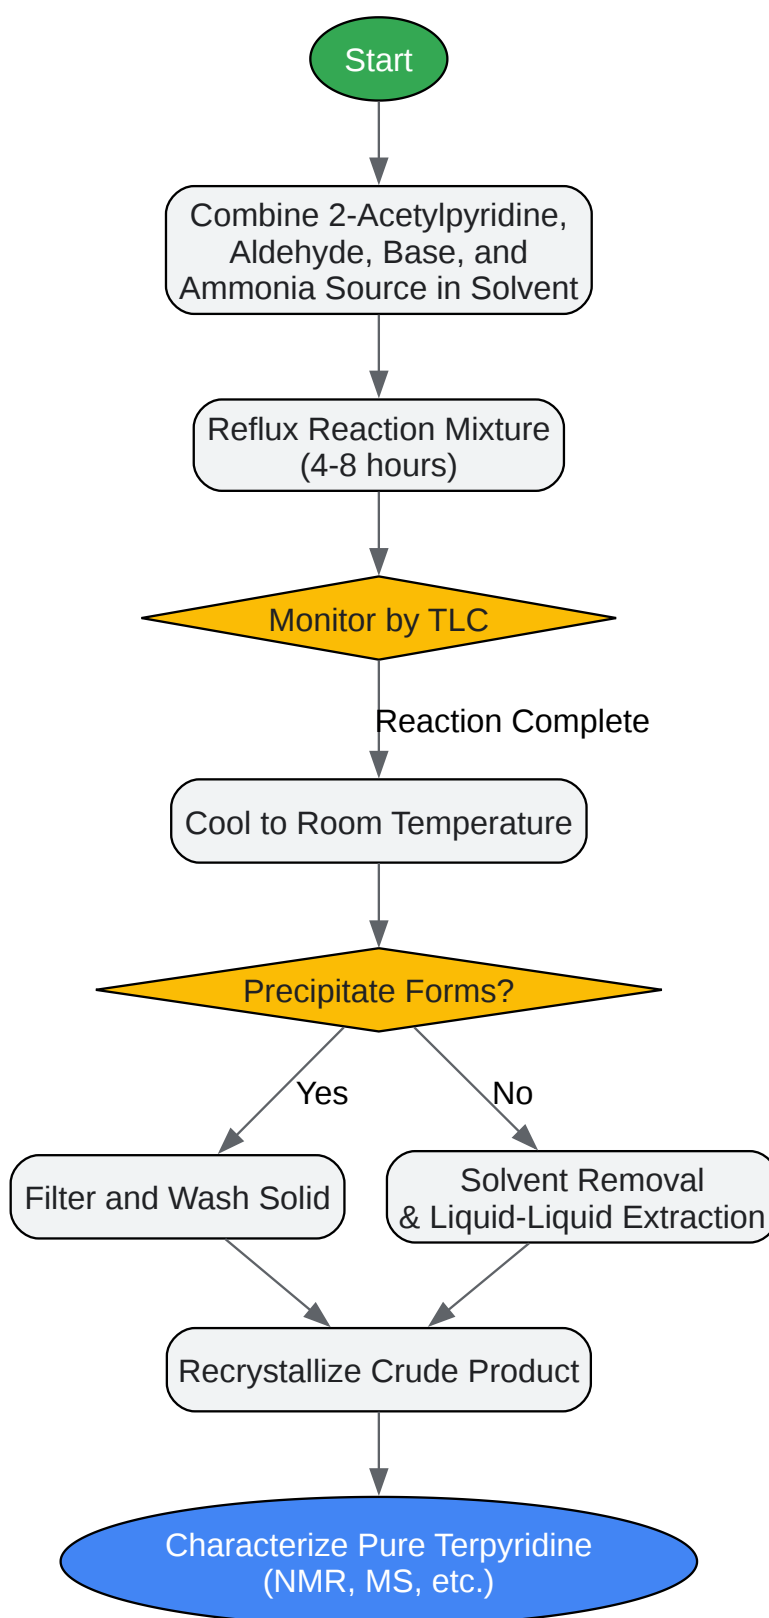 Start
Combine 2-Acetylpyridine,
Aldehyde, Base, and
Ammonia Source in Solvent
Reflux Reaction Mixture
(4-8 hours)
Monitor by TLC
Reaction Complete
Cool to Room Temperature
Precipitate Forms?
Yes
No
Filter and Wash Solid
Solvent Removal
& Liquid-Liquid Extraction
Recrystallize Crude Product
Characterize Pure Terpyridine
(NMR, MS, etc.)